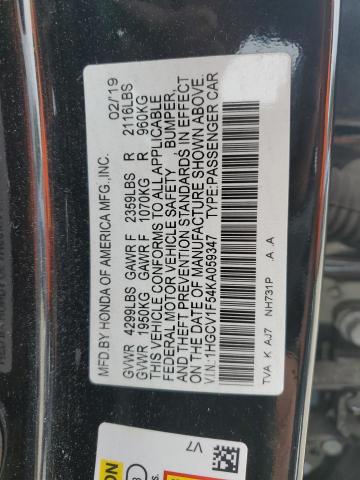 MFD.BY HONDA OF AMERICA MFG.,INC. 02/'19
GVWR 4299LBS GAWR F 2359LBS R 2116LBS
GVWR 1950KG GAWR F 1070KG R 960KG
THIS VEHICLE CONFORMS TO ALL APPLICABLE
FEDERAL MOTOR VEHICLE SAFETY , BUMPER,
AND THEFT PREVENTION STANDARDS IN EFFECT
ON THE DATE OF MANUFACTURE SHOWN ABOVE.
V.I.N.:1HGCV1F54KA059347 TYPE:PASSENGER CAR
TVA K AJ7 NH731P .A .A
V7